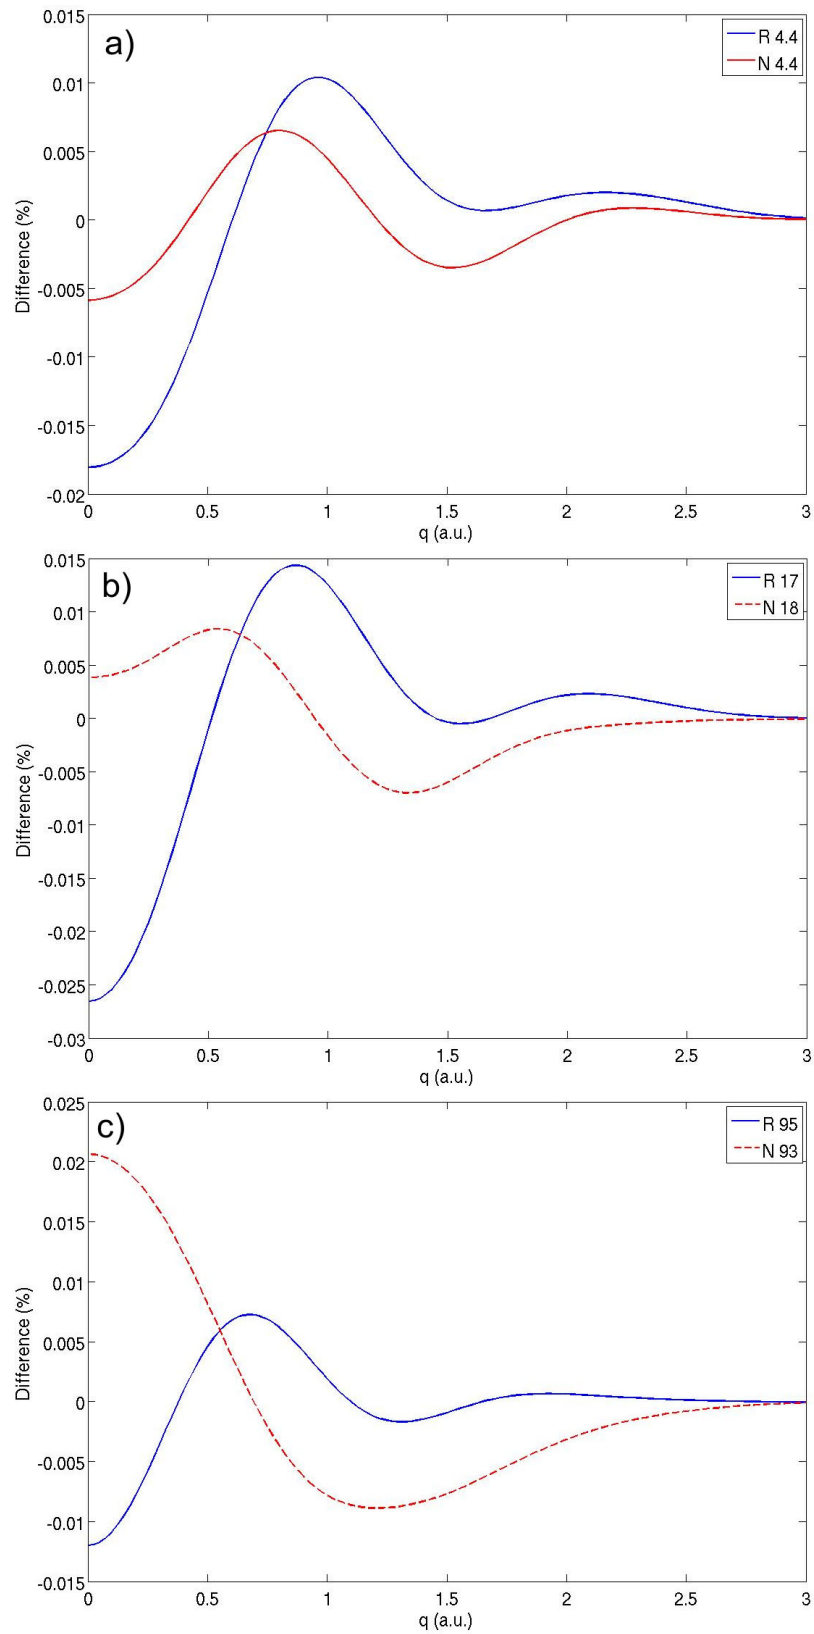 a)
R 4.4
N 4.4
0.015
0.01
0.005
0
-0.005
-0.01
-0.015
-0.02
Difference (%)
0 0.5 1 1.5 2 2.5 3
q (a.u.)
b)
R 17
N 18
0.015
0.01
0.005
0
-0.005
-0.01
-0.015
-0.02
-0.025
-0.03
Difference (%)
0 0.5 1 1.5 2 2.5 3
q (a.u.)
c)
R 95
N 93
0.025
0.02
0.015
0.01
0.005
0
-0.005
-0.01
-0.015
Difference (%)
0 0.5 1 1.5 2 2.5 3
q (a.u.)